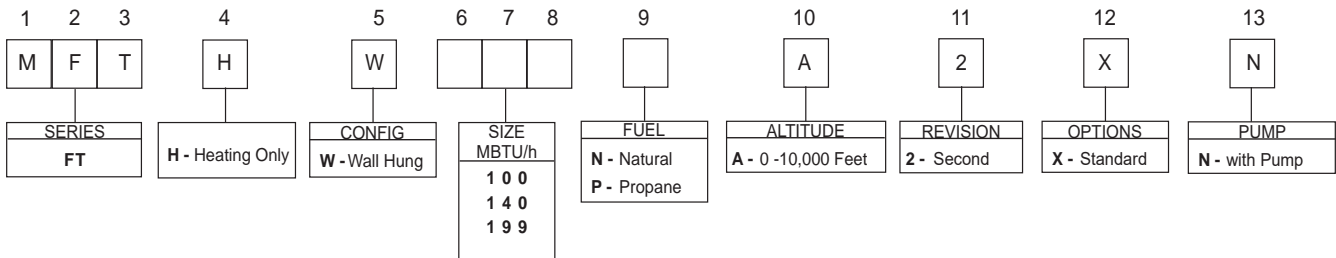 1 2 3 4 5 6 7 8 9 10 11 12 13
M F T H W A 2 X N
SERIES
FT
H - Heating Only
CONFIG
W - Wall Hung
SIZE
MBTU/h
1 0 0
1 4 0
1 9 9
FUEL
N - Natural
P - Propane
ALTITUDE
A - 0 -10,000 Feet
REVISION
2 - Second
OPTIONS
X - Standard
PUMP
N - with Pump